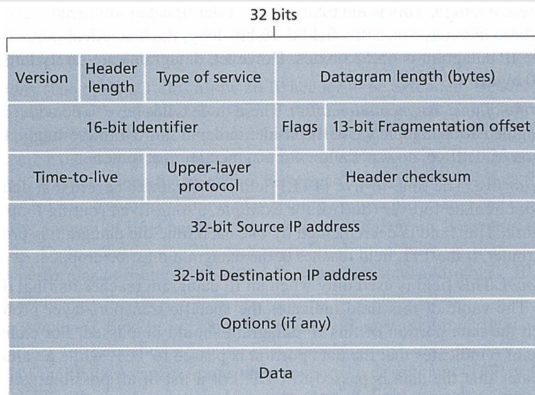 32 bits
Version Header length Type of service Datagram length (bytes)
16-bit Identifier Flags 13-bit Fragmentation offset
Time-to-live Upper-layer protocol Header checksum
32-bit Source IP address
32-bit Destination IP address
Options (if any)
Data